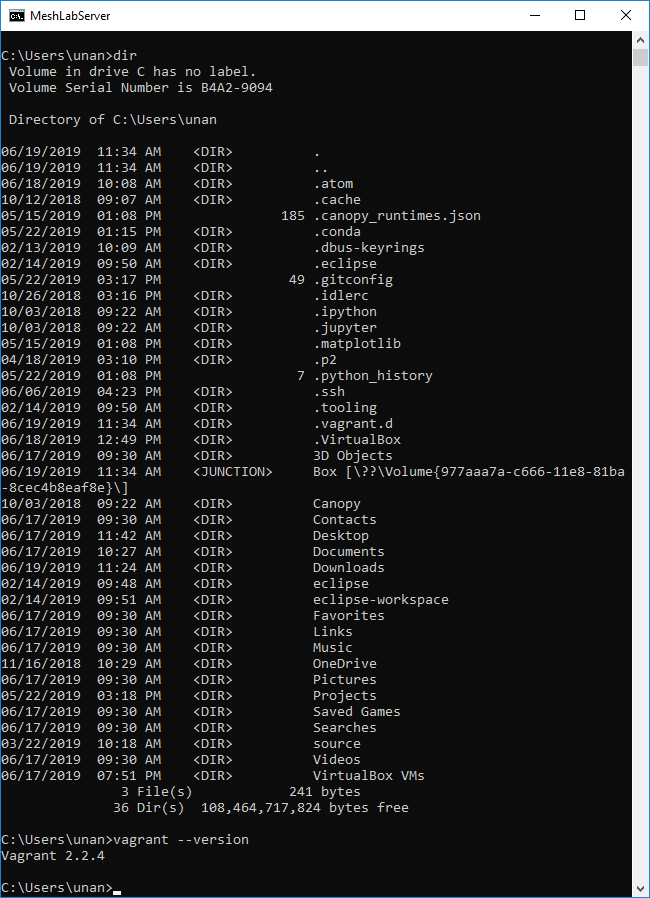 MeshLabServer
C:\Users\unan>dir
 Volume in drive C has no label.
 Volume Serial Number is B4A2-9094
 Directory of C:\Users\unan
06/19/2019  11:34 AM    <DIR>          .
06/19/2019  11:34 AM    <DIR>          ..
06/18/2019  10:08 AM    <DIR>          .atom
10/12/2018  09:07 AM    <DIR>          .cache
05/15/2019  01:08 PM               185 .canopy_runtimes.json
05/22/2019  01:15 PM    <DIR>          .conda
02/13/2019  10:09 AM    <DIR>          .dbus-keyrings
02/14/2019  09:50 AM    <DIR>          .eclipse
05/22/2019  03:17 PM                49 .gitconfig
10/26/2018  03:16 PM    <DIR>          .idlerc
10/03/2018  09:22 AM    <DIR>          .ipython
10/03/2018  09:22 AM    <DIR>          .jupyter
05/15/2019  01:08 PM    <DIR>          .matplotlib
04/18/2019  03:10 PM    <DIR>          .p2
05/22/2019  01:08 PM                 7 .python_history
06/06/2019  04:23 PM    <DIR>          .ssh
02/14/2019  09:50 AM    <DIR>          .tooling
06/19/2019  11:34 AM    <DIR>          .vagrant.d
06/18/2019  12:49 PM    <DIR>          .VirtualBox
06/17/2019  09:30 AM    <DIR>          3D Objects
06/19/2019  11:34 AM    <JUNCTION>     Box [\??\Volume{977aaa7a-c666-11e8-81ba
-8cec4b8eaf8e}\]
10/03/2018  09:22 AM    <DIR>          Canopy
06/17/2019  09:30 AM    <DIR>          Contacts
06/17/2019  11:42 AM    <DIR>          Desktop
06/17/2019  10:27 AM    <DIR>          Documents
06/19/2019  11:24 AM    <DIR>          Downloads
02/14/2019  09:48 AM    <DIR>          eclipse
02/14/2019  09:51 AM    <DIR>          eclipse-workspace
06/17/2019  09:30 AM    <DIR>          Favorites
06/17/2019  09:30 AM    <DIR>          Links
06/17/2019  09:30 AM    <DIR>          Music
11/16/2018  10:29 AM    <DIR>          OneDrive
06/17/2019  09:30 AM    <DIR>          Pictures
05/22/2019  03:18 PM    <DIR>          Projects
06/17/2019  09:30 AM    <DIR>          Saved Games
06/17/2019  09:30 AM    <DIR>          Searches
03/22/2019  10:18 AM    <DIR>          source
06/17/2019  09:30 AM    <DIR>          Videos
06/17/2019  07:51 PM    <DIR>          VirtualBox VMs
               3 File(s)            241 bytes
              36 Dir(s)  108,464,717,824 bytes free
C:\Users\unan>vagrant --version
Vagrant 2.2.4
C:\Users\unan>